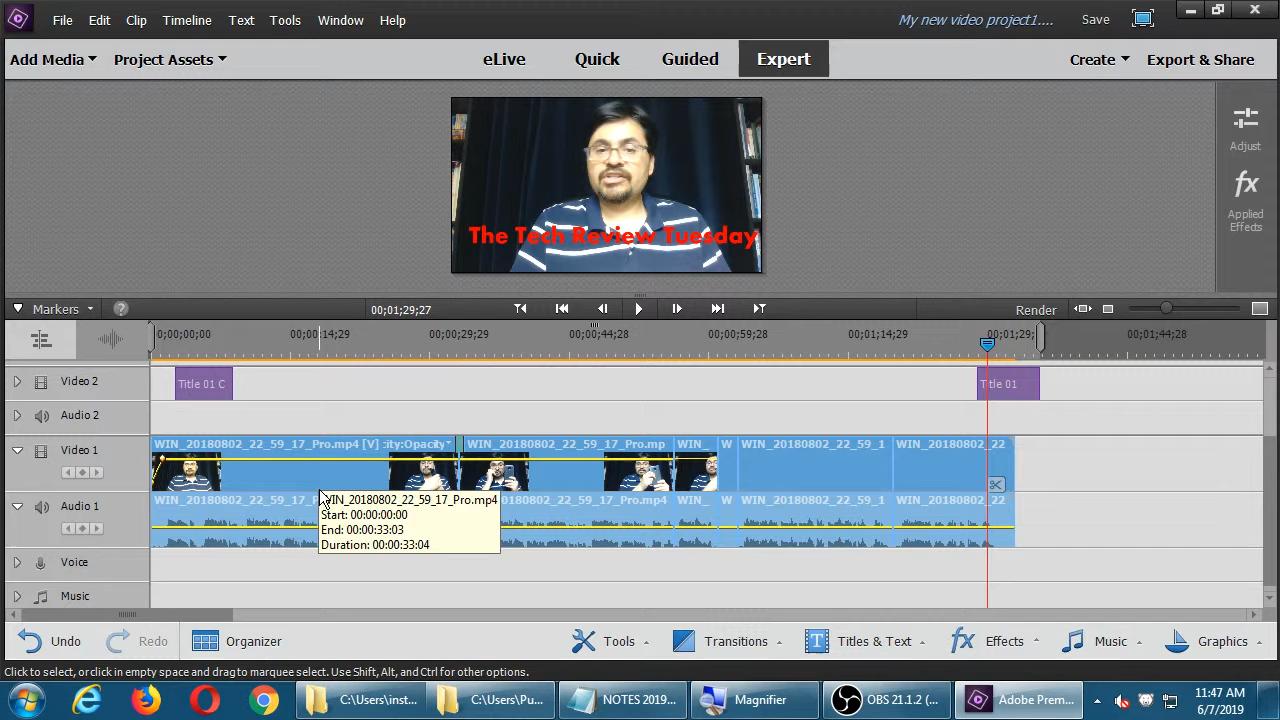 File Edit Clip Timeline Text Tools Window Help My new video project1.... Save
Add Media Project Assets eLive Quick Guided Expert Create Export & Share
Adjust
Applied
Effects
The Tech Review Tuesday
Markers 00;01;29;27 Render
;00;00;00;00 00;00;14;29 00;00;29;29 00;00;44;28 00;00;59;28 00;01;14;29 00;01;29; 00;01;44;28
Video 2 Title 01 C Title 01
Audio 2
Video 1 WIN_20180802_22_59_17_Pro.mp4 [V] :ity:Opacity WIN_20180802_22_59_17_Pro.mp WIN_ W WIN_20180802_22_59_1 WIN_20180802_22
Audio 1 WIN_20180802_22_59_17_Pro.mp4 WIN_ W WIN_20180802_22_59_1 WIN_20180802_22
WIN_20180802_22_59_17_Pro.mp4
Start: 00:00:00:00
End: 00:00:33:03
Duration: 00:00:33:04
Voice
Music
Undo Redo Organizer Tools Transitions T Titles & Text fx Effects Music Graphics
Click to select, orclick in empty space and drag to marquee select. Use Shift, Alt, and Ctrl for other options.
C:\Users\inst... C:\Users\Pu... NOTES 2019... Magnifier OBS 21.1.2 (... Adobe Prem... 11:47 AM
6/7/2019